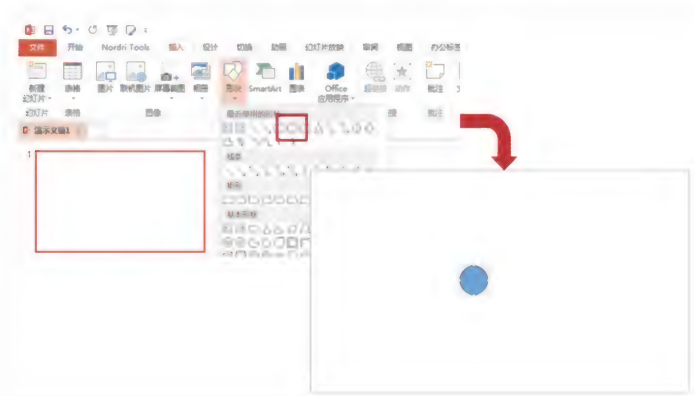 文件 开始 Nordri Tools 插入 设计 切换 动画 幻灯片放映 审阅 视图 办公标签
新建 表格 图片 联机图片 屏幕截图 相册 形状 SmartArt 图表 Office 超链接 动作 批注
幻灯片 应用程序
幻灯片 表格 图像 批注
最近使用的形状
演示文稿1
1
线条
矩形
基本形状